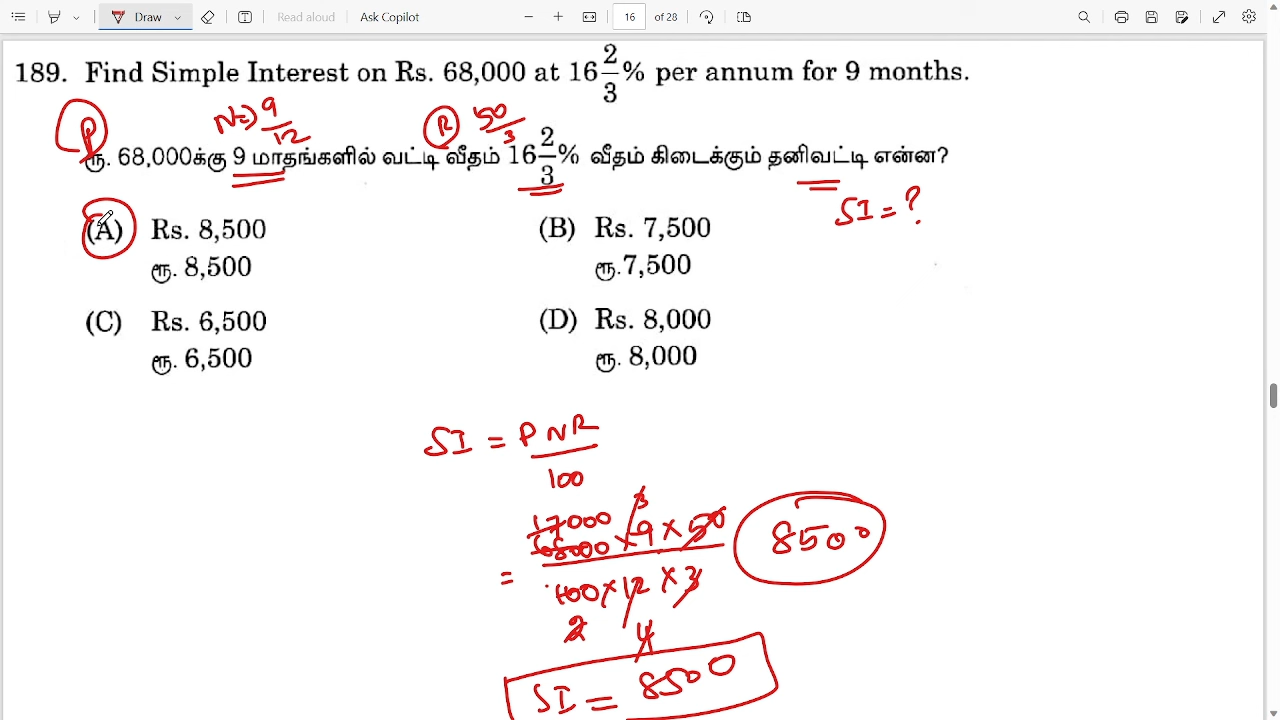 Draw
Read aloud
Ask Copilot
16
of 28
189. Find Simple Interest on Rs. 68,000 at 16 2/3% per annum for 9 months.
P
N=) 9/12
R 50/3
ரூ. 68,000க்கு 9 மாதங்களில் வட்டி வீதம் 16 2/3% வீதம் கிடைக்கும் தனிவட்டி என்ன?
SI = ?
(A) Rs. 8,500
ரூ. 8,500
(B) Rs. 7,500
ரூ.7,500
(C) Rs. 6,500
ரூ. 6,500
(D) Rs. 8,000
ரூ. 8,000
SI = PNR
100
17000 3
68000 × 9 × 50
= 100 × 12 × 3
2 4
8500
SI = 8500